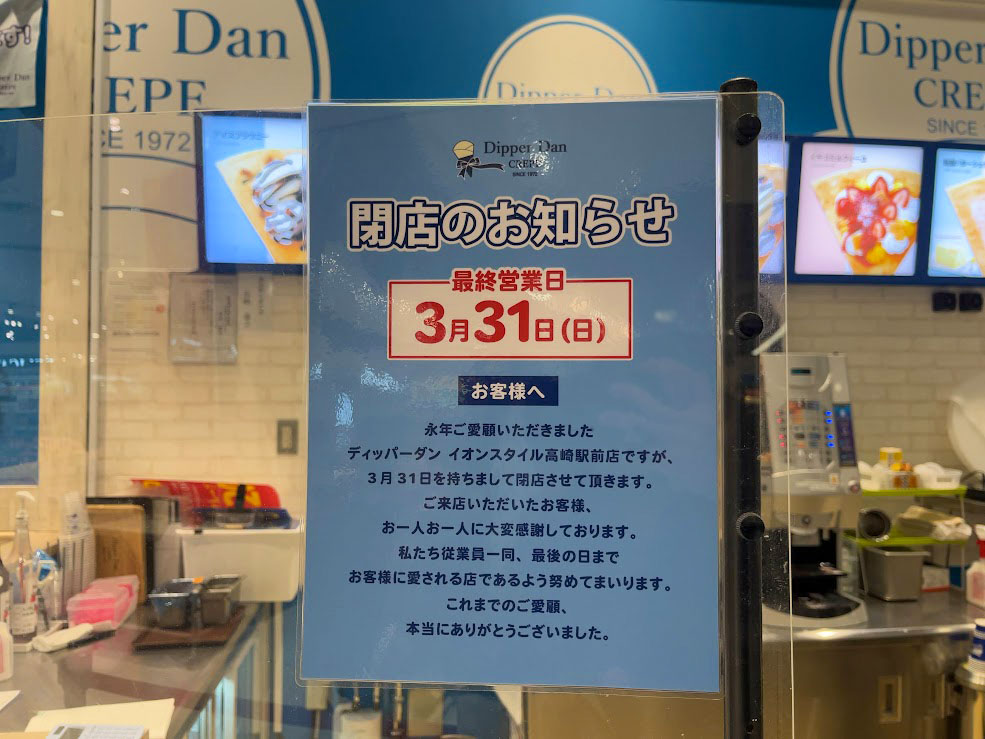 er Dan
EPE
CE 1972
Dipper Dan
Dipper
CRE
SINCE
Dipper Dan
CREPE
SINCE 1972
閉店のお知らせ
最終営業日
3月31日(日)
お客様へ
永年ご愛顧いただきました
ディッパーダン イオンスタイル高崎駅前店ですが、
3月31日を持ちまして閉店させて頂きます。
ご来店いただいたお客様、
お一人お一人に大変感謝しております。
私たち従業員一同、最後の日まで
お客様に愛される店であるよう努めてまいります。
これまでのご愛顧、
本当にありがとうございました。